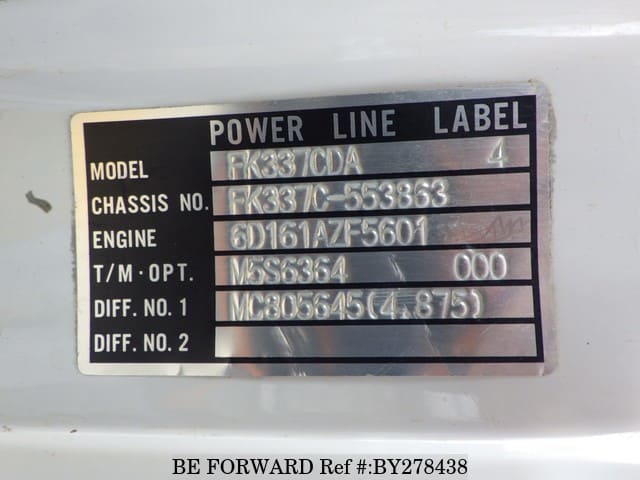 POWER LINE LABEL
MODEL FK337CDA 4
CHASSIS NO. FK337C-553863
ENGINE 6D161AZF5601
T/M·OPT. M5S6364 000
DIFF. NO. 1 MC805645(4.875)
DIFF. NO. 2
BE FORWARD Ref #:BY278438